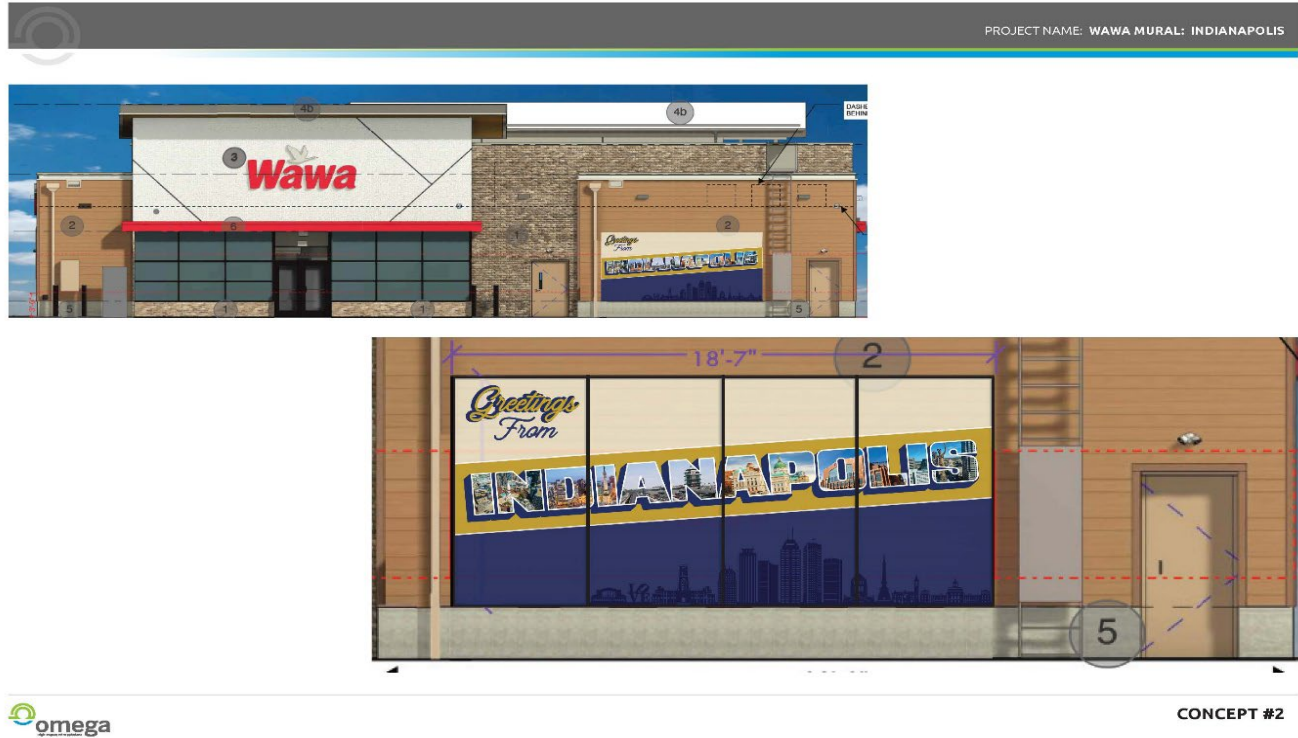 PROJECT NAME: WAWA MURAL: INDIANAPOLIS
4b
4b
DASHE
BEHIN
3
Wawa
2
6
2
1
Greetings
From
INDIANAPOLIS
5
1
1
5
18'-7"
2
Greetings
From
INDIANAPOLIS
5
omega
CONCEPT #2